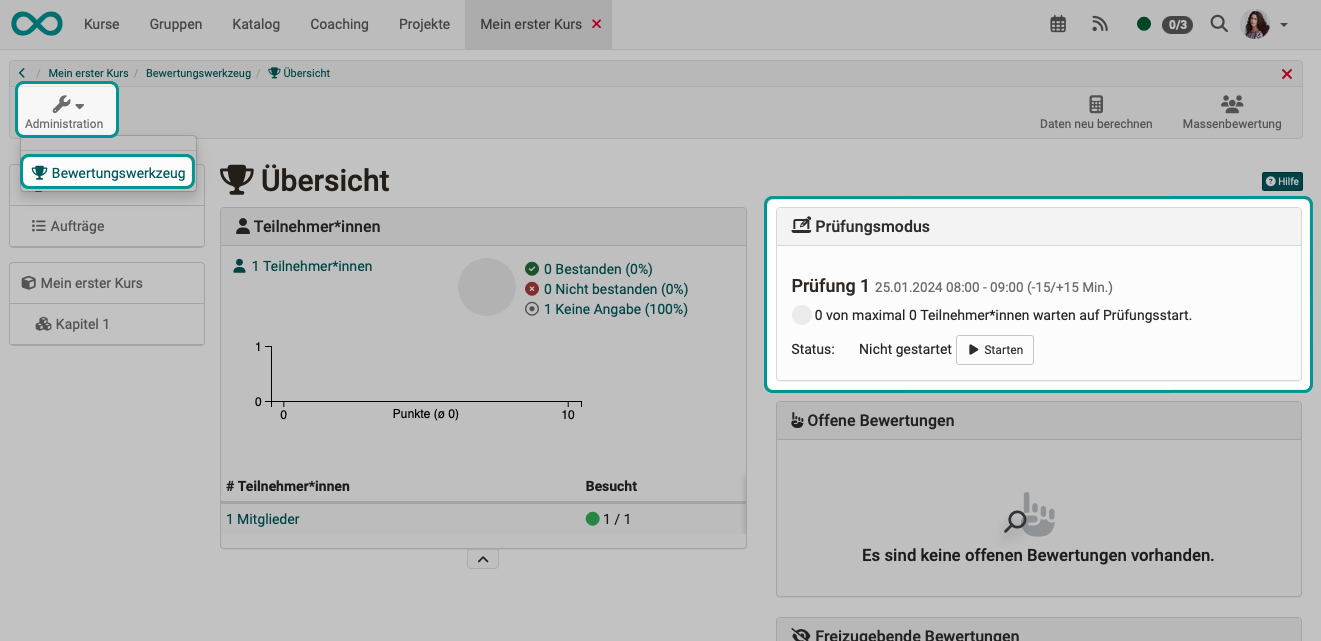 Kurse
Gruppen
Katalog
Coaching
Projekte
Mein erster Kurs
0/3
/ Mein erster Kurs / Bewertungswerkzeug / Übersicht
Administration
Daten neu berechnen
Massenbewertung
Bewertungswerkzeug
Aufträge
Mein erster Kurs
Kapitel 1
Übersicht
Hilfe
Teilnehmer*innen
1 Teilnehmer*innen
0 Bestanden (0%)
0 Nicht bestanden (0%)
1 Keine Angabe (100%)
1
0
0
Punkte (ø 0)
10
# Teilnehmer*innen
Besucht
1 Mitglieder
1 / 1
Prüfungsmodus
Prüfung 1 25.01.2024 08:00 - 09:00 (-15/+15 Min.)
0 von maximal 0 Teilnehmer*innen warten auf Prüfungsstart.
Status: Nicht gestartet Starten
Offene Bewertungen
Es sind keine offenen Bewertungen vorhanden.
Freizugebende Bewertungen